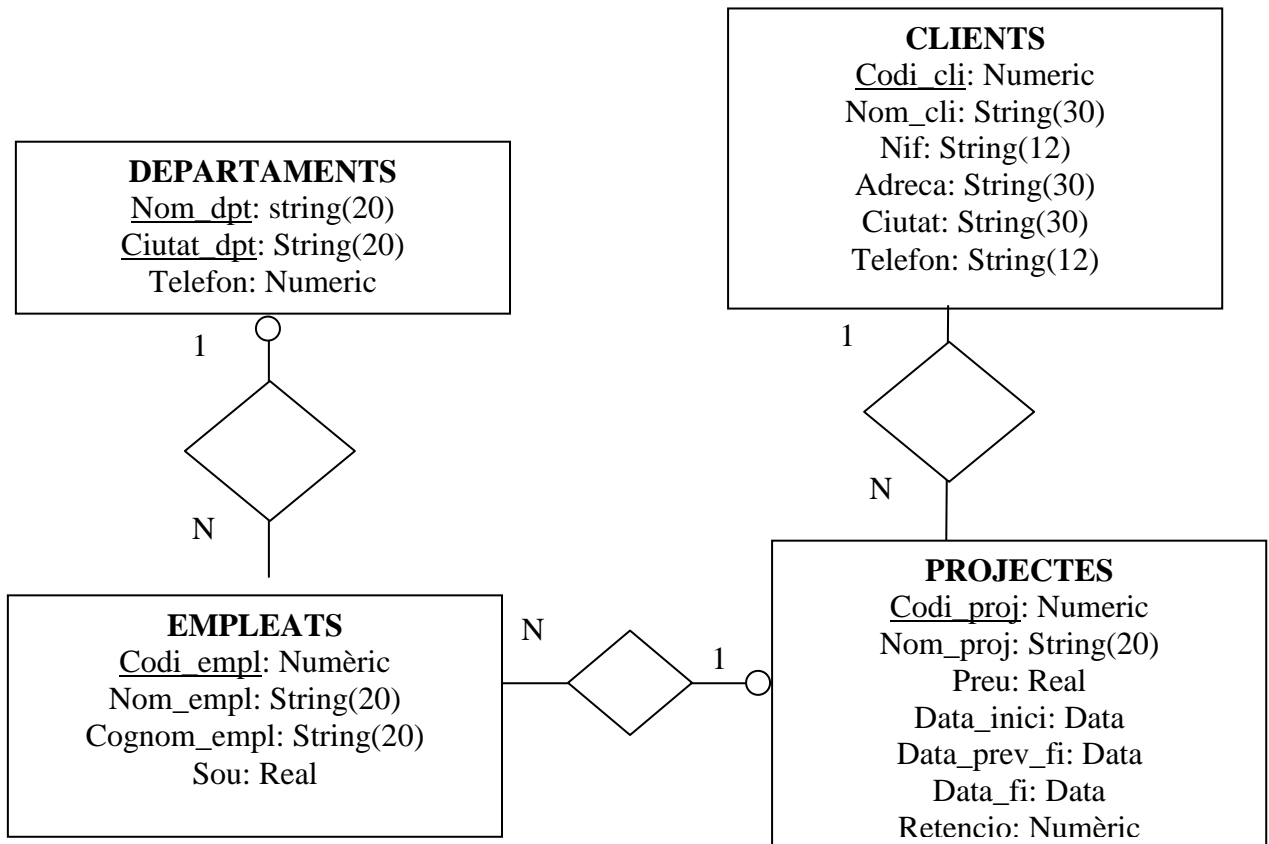 CLIENTS
Codi_cli: Numeric
Nom_cli: String(30)
Nif: String(12)
Adreca: String(30)
Ciutat: String(30)
Telefon: String(12)
DEPARTAMENTS
Nom_dpt: string(20)
Ciutat_dpt: String(20)
Telefon: Numeric
1
1
N
N
EMPLEATS
Codi_empl: Numèric
Nom_empl: String(20)
Cognom_empl: String(20)
Sou: Real
N
1
PROJECTES
Codi_proj: Numeric
Nom_proj: String(20)
Preu: Real
Data_inici: Data
Data_prev_fi: Data
Data_fi: Data
Retencio: Numèric